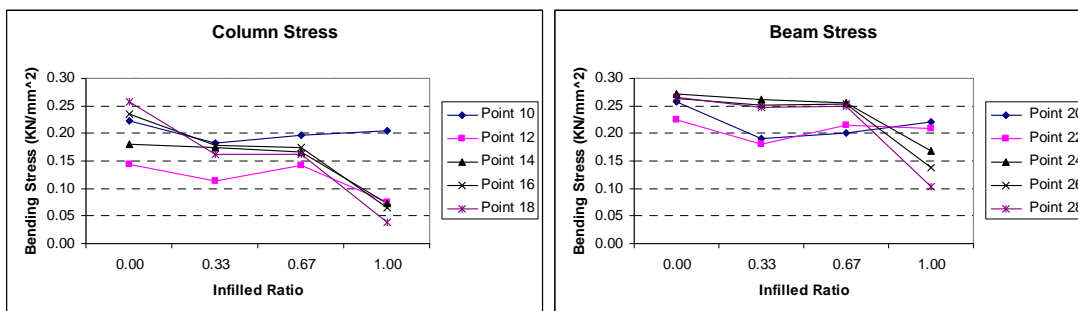 Column Stress
Bending Stress (KN/mm^2)
0.30
0.25
0.20
0.15
0.10
0.05
0.00
0.00 0.33 0.67 1.00
Infilled Ratio
Point 10
Point 12
Point 14
Point 16
Point 18
Beam Stress
Bending Stress (KN/mm^2)
0.30
0.25
0.20
0.15
0.10
0.05
0.00
0.00 0.33 0.67 1.00
Infilled Ratio
Point 20
Point 22
Point 24
Point 26
Point 28